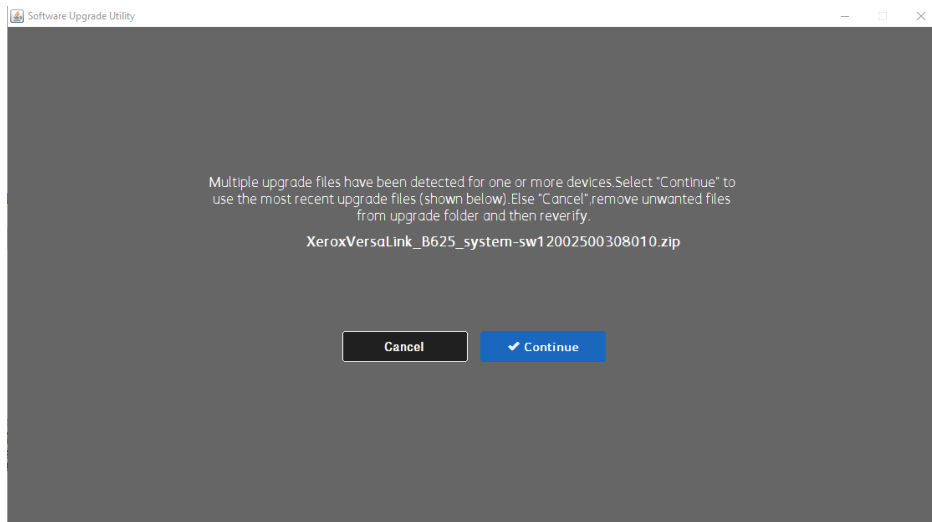 Software Upgrade Utility
Multiple upgrade files have been detected for one or more devices.Select "Continue" to
use the most recent upgrade files (shown below).Else "Cancel",remove unwanted files
from upgrade folder and then reverify.
XeroxVersaLink_B625_system-sw12002500308010.zip
Cancel
✔ Continue